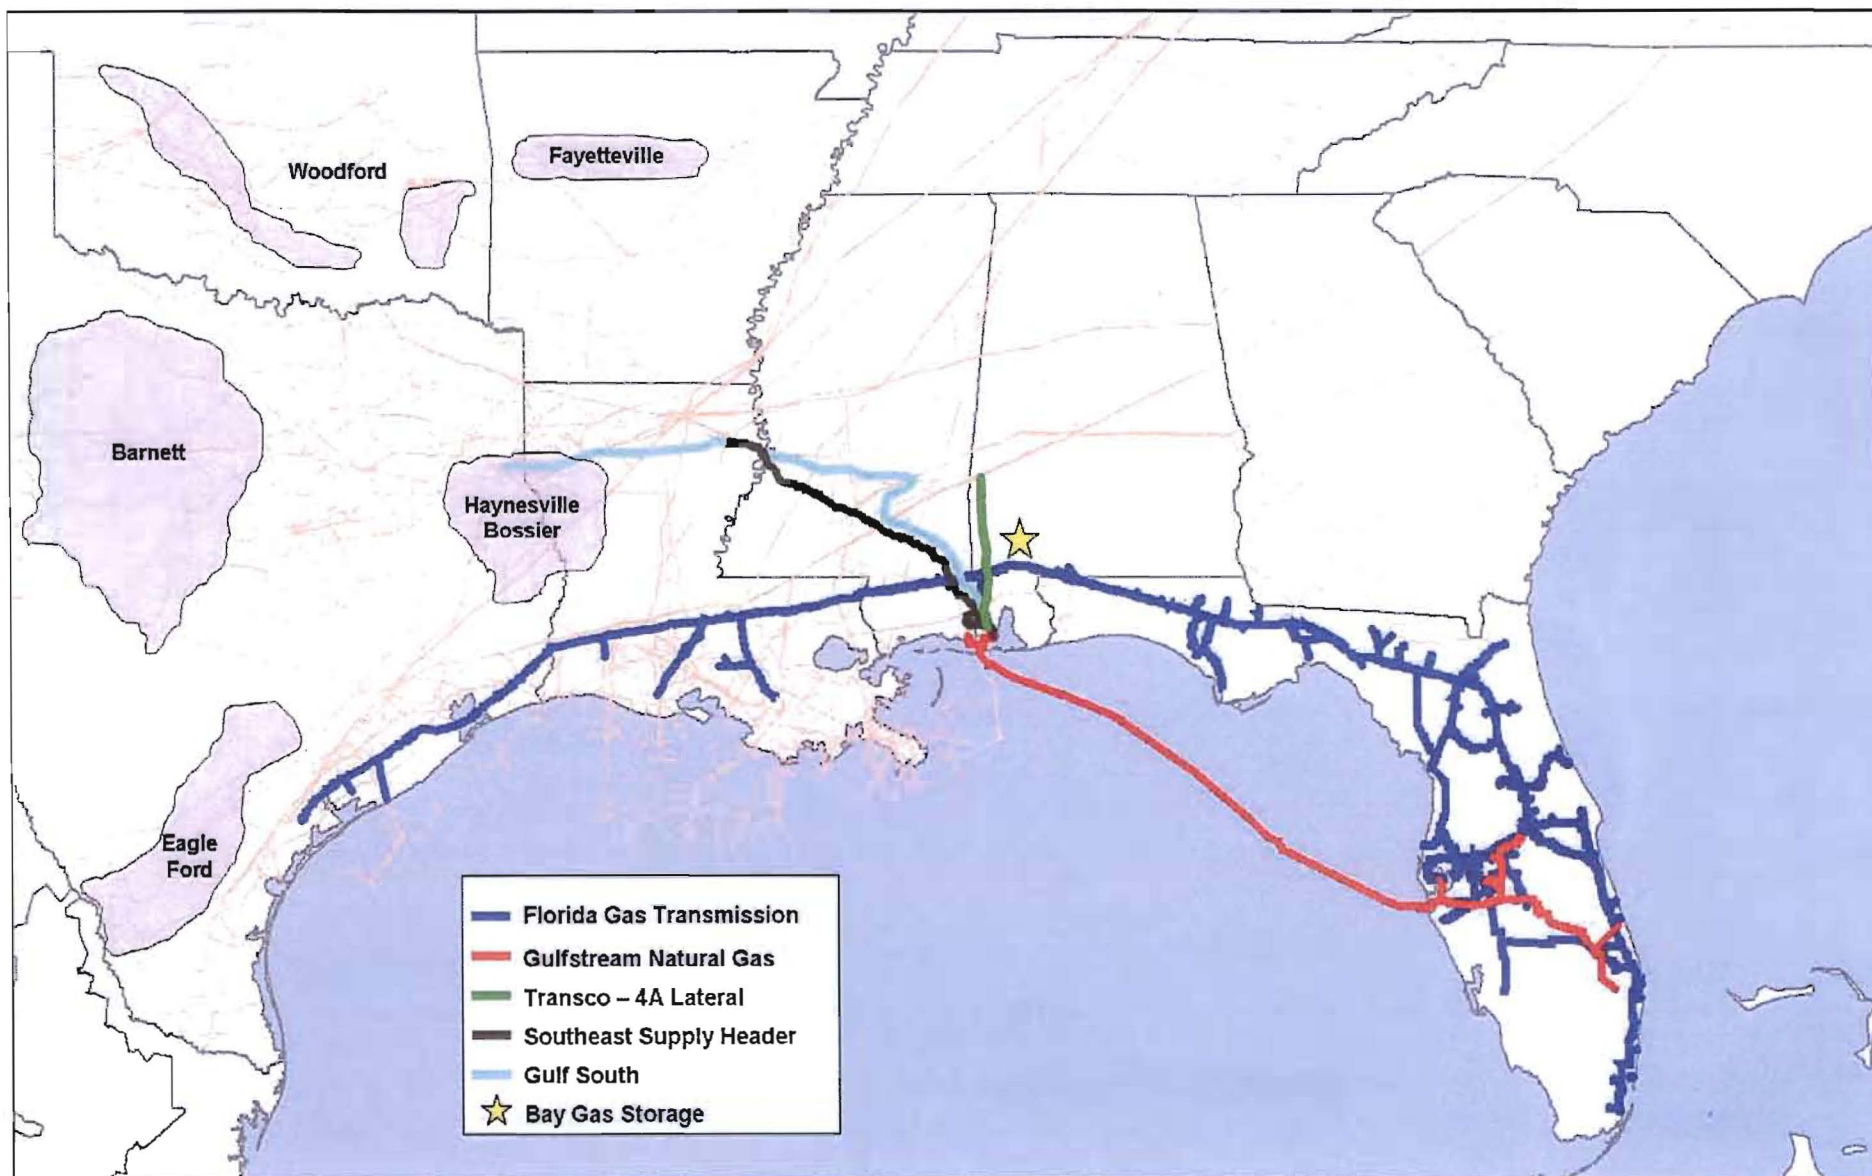 Woodford
Fayetteville
Barnett
Haynesville
Bossier
Eagle
Ford
Florida Gas Transmission
Gulfstream Natural Gas
Transco – 4A Lateral
Southeast Supply Header
Gulf South
Bay Gas Storage